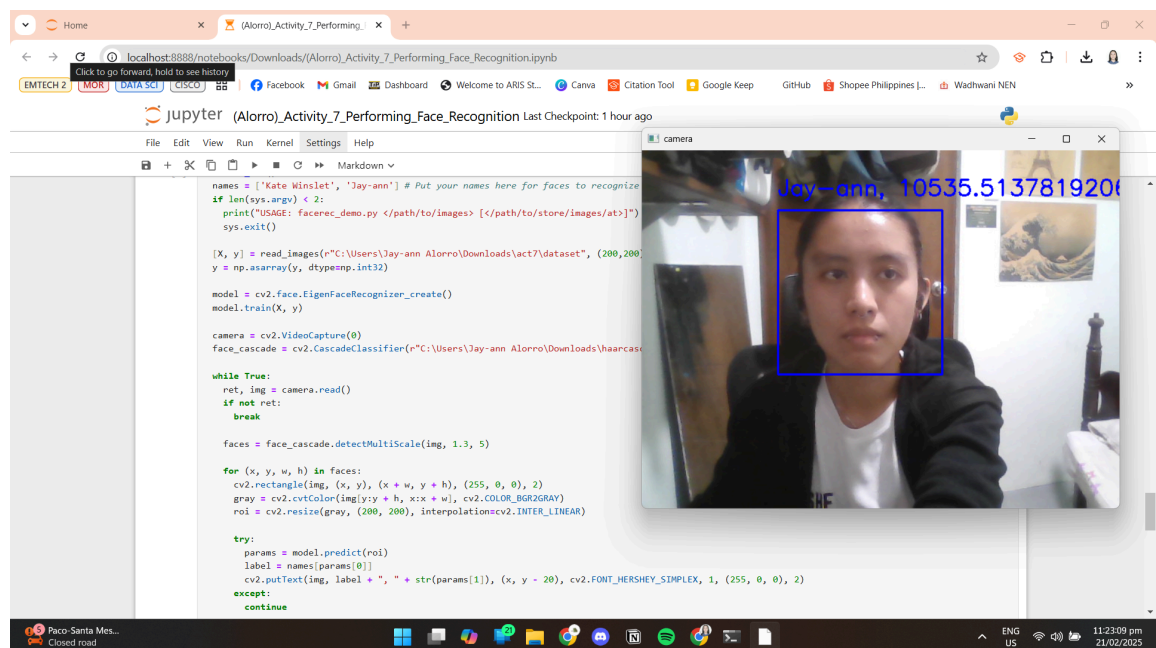 Home
(Alorro)_Activity_7_Performing_
localhost:8888/notebooks/Downloads/(Alorro)_Activity_7_Performing_Face_Recognition.ipynb
Click to go forward, hold to see history
EMTECH 2 MOR DATA SCI CISCO Facebook Gmail Dashboard Welcome to ARIS St... Canva Citation Tool Google Keep GitHub Shopee Philippines |... Wadhwani NEN
jupyter (Alorro)_Activity_7_Performing_Face_Recognition Last Checkpoint: 1 hour ago
File Edit View Run Kernel Settings Help
Markdown
names = ['Kate Winslet', 'Jay-ann'] # Put your names here for faces to recognize
if len(sys.argv) < 2:
print("USAGE: facerec_demo.py </path/to/images> [</path/to/store/images/at>]")
sys.exit()
[X, y] = read_images(r"C:\Users\Jay-ann Alorro\Downloads\act7\dataset", (200,200)
y = np.asarray(y, dtype=np.int32)
model = cv2.face.EigenFaceRecognizer_create()
model.train(X, y)
camera = cv2.VideoCapture(0)
face_cascade = cv2.CascadeClassifier(r"C:\Users\Jay-ann Alorro\Downloads\haarcasc
while True:
ret, img = camera.read()
if not ret:
break
faces = face_cascade.detectMultiScale(img, 1.3, 5)
for (x, y, w, h) in faces:
cv2.rectangle(img, (x, y), (x + w, y + h), (255, 0, 0), 2)
gray = cv2.cvtColor(img[y:y + h, x:x + w], cv2.COLOR_BGR2GRAY)
roi = cv2.resize(gray, (200, 200), interpolation=cv2.INTER_LINEAR)
try:
params = model.predict(roi)
label = names[params[0]]
cv2.putText(img, label + ", " + str(params[1]), (x, y - 20), cv2.FONT_HERSHEY_SIMPLEX, 1, (255, 0, 0), 2)
except:
continue
camera
Jay-ann, 10535.5137819206
5
Paco-Santa Mes...
Closed road
21
ENG
US
11:23:09 pm
21/02/2025